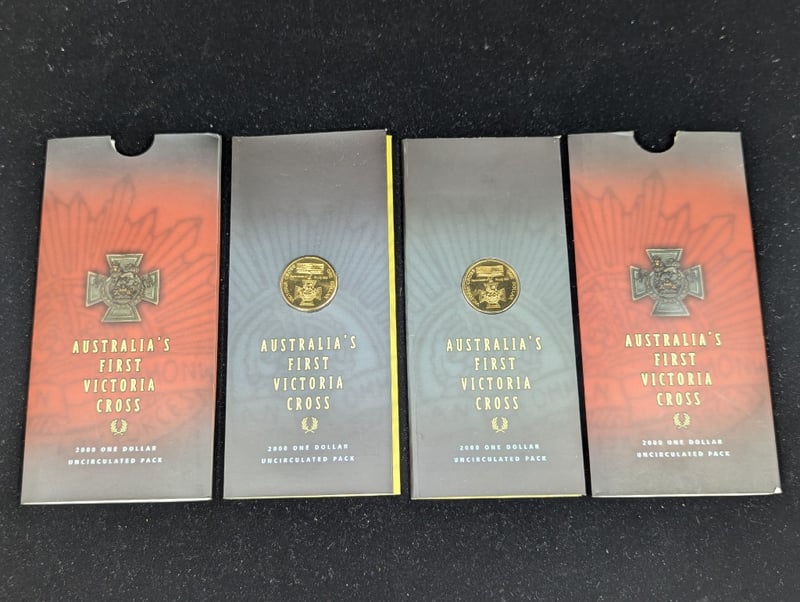 AUSTRALIA'S
FIRST
VICTORIA
CROSS
2000 ONE DOLLAR
UNCIRCULATED PACK
AUSTRALIA'S
FIRST
VICTORIA
CROSS
2000 ONE DOLLAR
UNCIRCULATED PACK
AUSTRALIA'S
FIRST
VICTORIA
CROSS
2000 ONE DOLLAR
UNCIRCULATED PACK
AUSTRALIA'S
FIRST
VICTORIA
CROSS
2000 ONE DOLLAR
UNCIRCULATED PACK